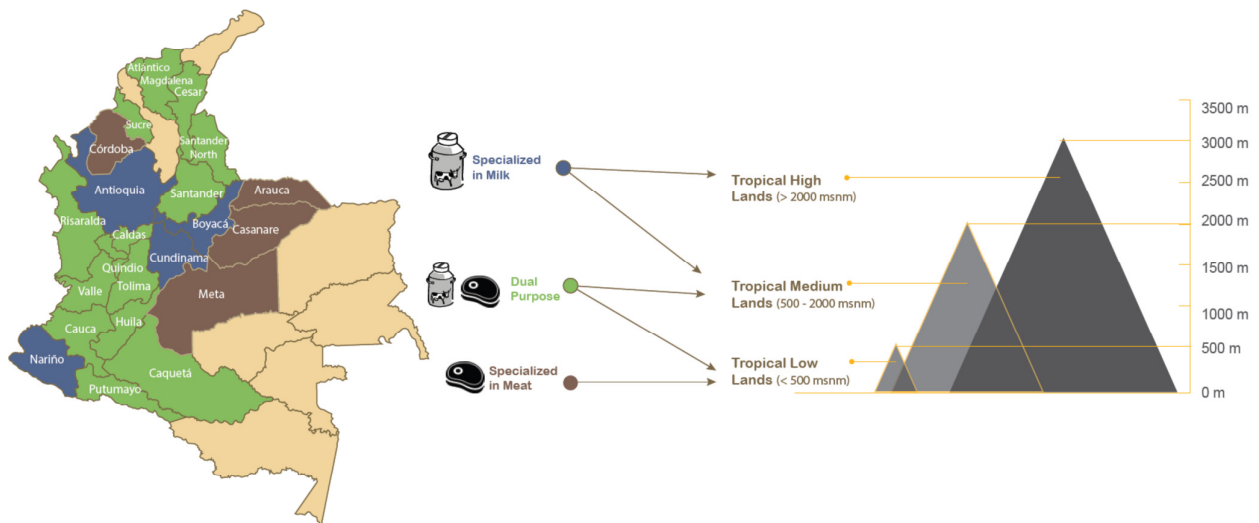 Atlántico
Magdalena
Cesar
Sucre
Córdoba
Santander
North
Antioquia
Santander
Arauca
Boyacá
Casanare
Risaralda
Caldas
Cundinama
Quindio
Tolima
Valle
Meta
Huila
Cauca
Nariño
Caquetá
Putumayo
Specialized
in Milk
Dual
Purpose
Specialized
in Meat
Tropical High
Lands (> 2000 msnm)
Tropical Medium
Lands (500 - 2000 msnm)
Tropical Low
Lands (< 500 msnm)
3500 m
3000 m
2500 m
2000 m
1500 m
1000 m
500 m
0 m